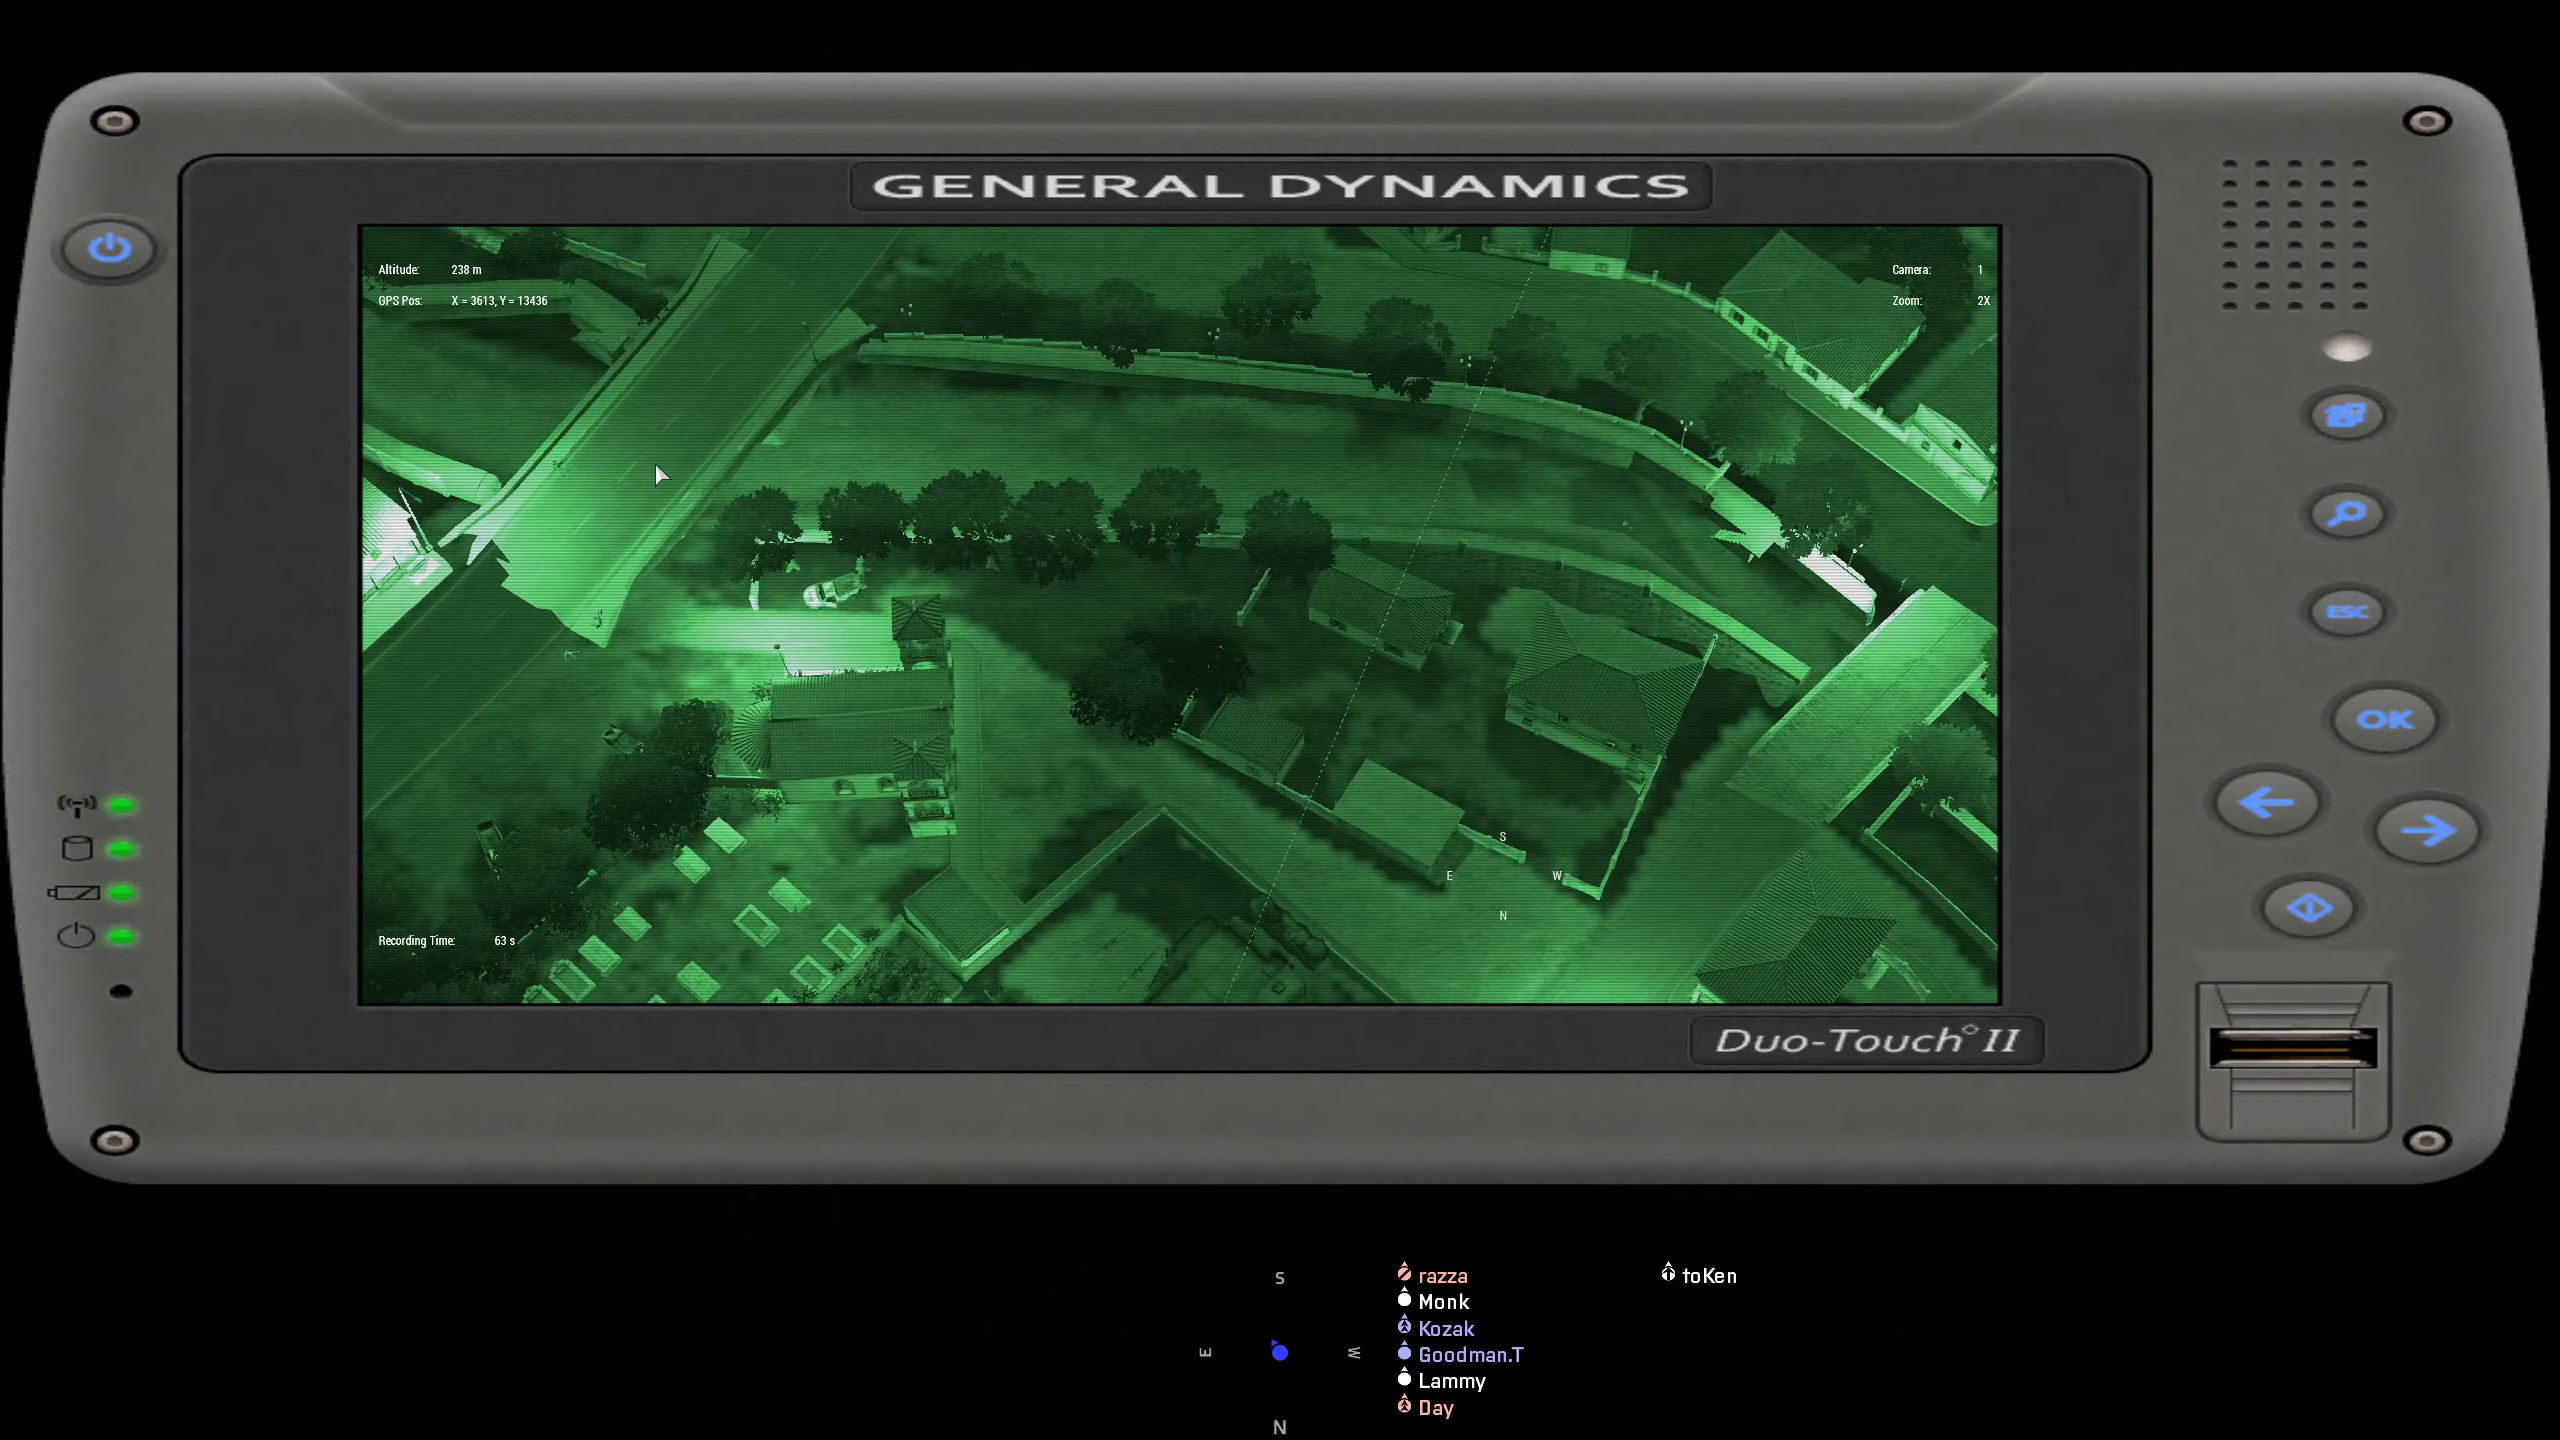 GENERAL DYNAMICS
Altitude: 238 m
GPS Pos: X = 3613, Y = 13436
Camera: 1
Zoom: 2X
ESC
OK
S
E W
N
Recording Time: 63 s
Duo-Touch II
S
E W
N
razza
Monk
Kozak
Goodman.T
Lammy
Day
toKen